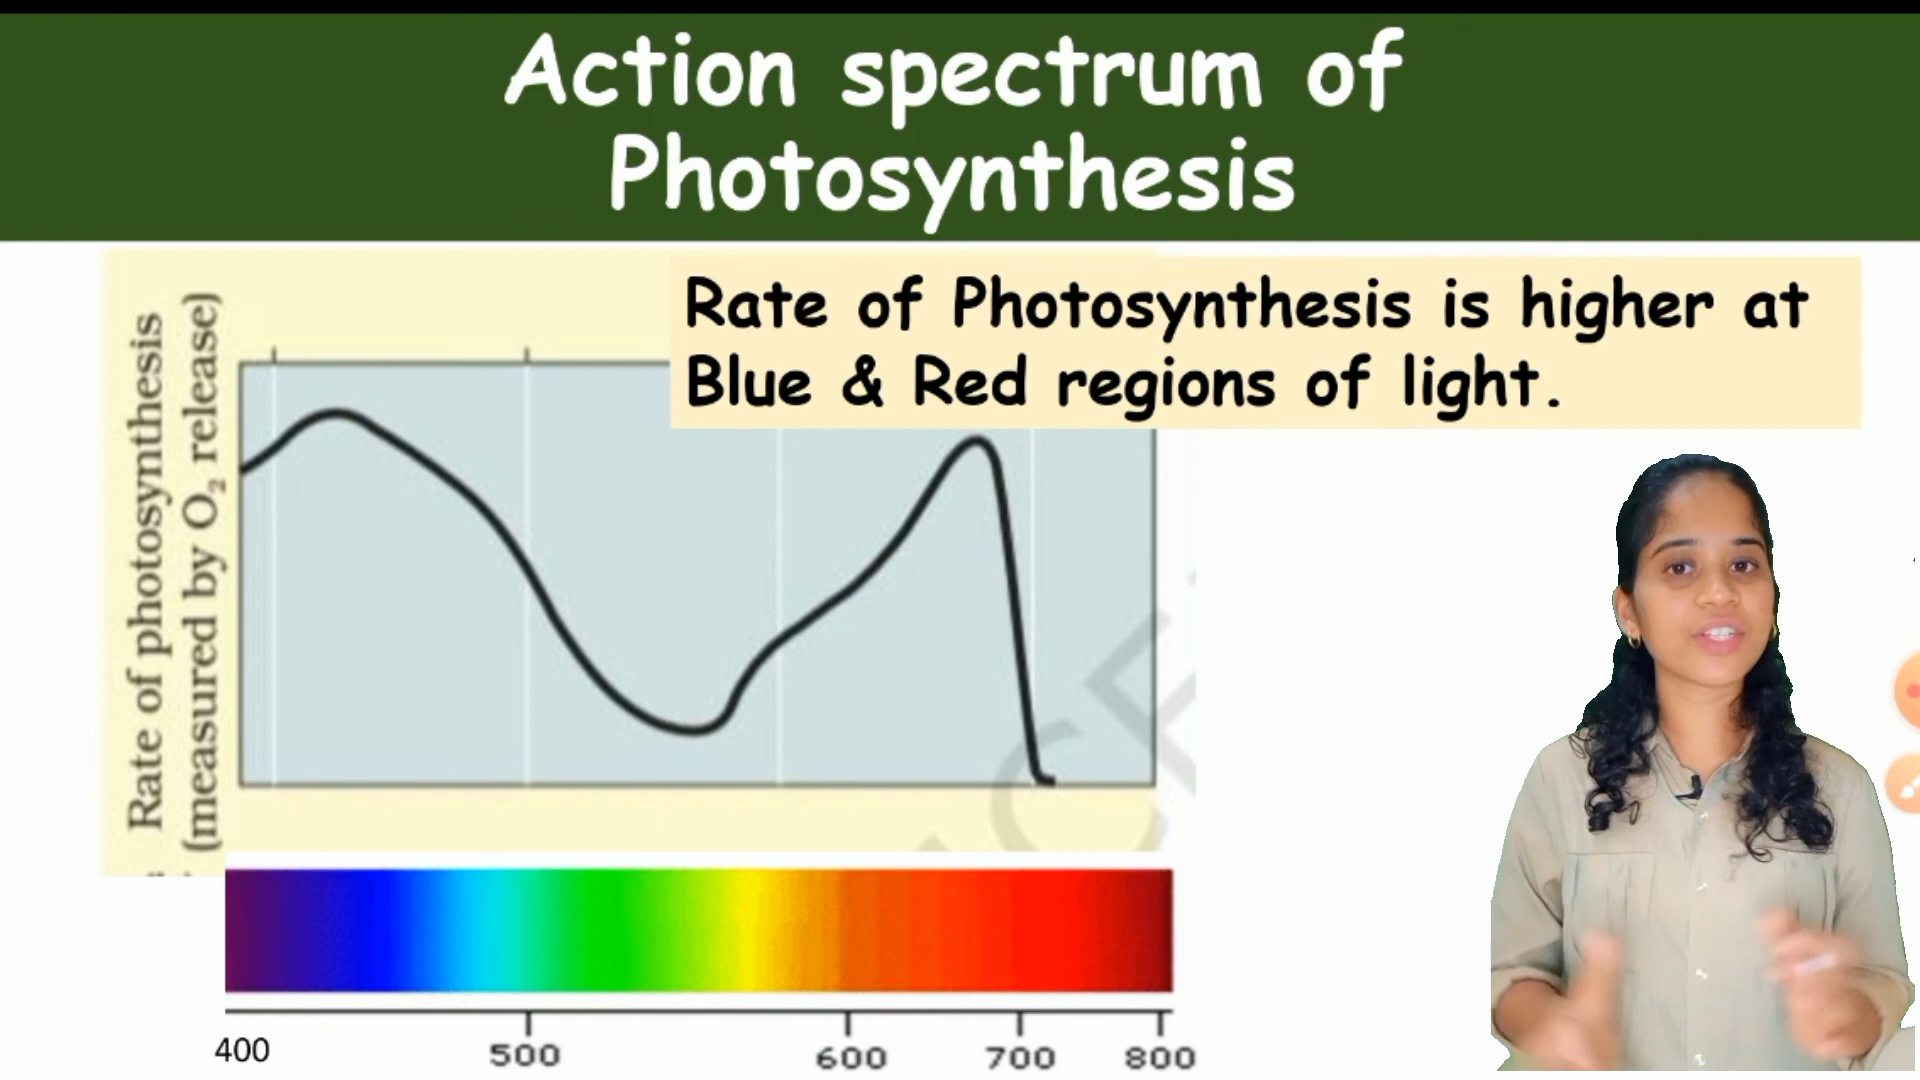 Action spectrum of
Photosynthesis
Rate of Photosynthesis is higher at
Blue & Red regions of light.
Rate of photosynthesis
(measured by O₂ release)
400
500
600
700
800